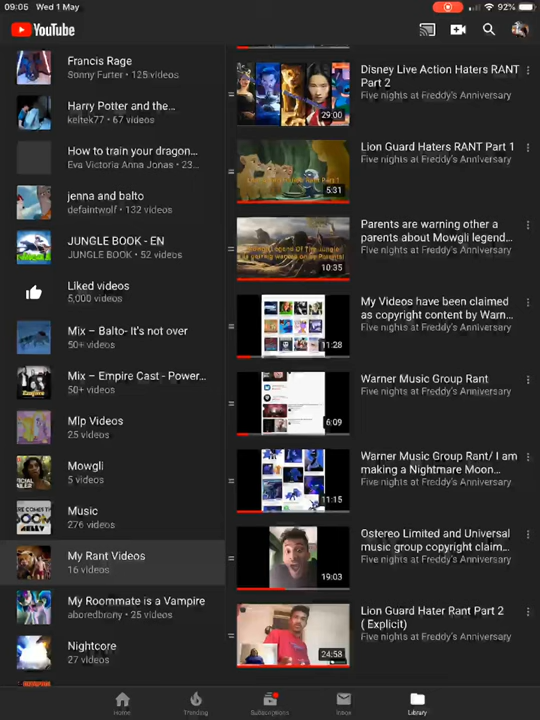 09:05 Wed 1 May
92%
YouTube
Francis Rage
Sonny Furter • 125 videos
Harry Potter and the...
keltek77 • 67 videos
How to train your dragon...
Eva Victoria Anna Jonas • 23...
jenna and balto
defaintwolf • 132 videos
JUNGLE BOOK - EN
JUNGLE BOOK • 52 videos
Liked videos
5,000 videos
Mix – Balto- It's not over
50+ videos
Mix – Empire Cast - Power...
50+ videos
Mlp Videos
25 videos
Mowgli
5 videos
Music
276 videos
My Rant Videos
16 videos
My Roommate is a Vampire
aboredbrony • 25 videos
Nightcore
27 videos
Disney Live Action Haters RANT
Part 2
Five nights at Freddy's Anniversary
29:00
Lion Guard Haters RANT Part 1
Five nights at Freddy's Anniversary
5:31
Parents are warning other a
parents about Mowgli legend...
Five nights at Freddy's Anniversary
10:35
My Videos have been claimed
as copyright content by Warn...
Five nights at Freddy's Anniversary
11:28
Warner Music Group Rant
Five nights at Freddy's Anniversary
6:09
Warner Music Group Rant/ I am
making a Nightmare Moon...
Five nights at Freddy's Anniversary
11:15
Ostereo Limited and Universal
music group copyright claim...
Five nights at Freddy's Anniversary
19:03
Lion Guard Hater Rant Part 2
( Explicit)
Five nights at Freddy's Anniversary
24:58
Home
Trending
Subscriptions
Inbox
Library